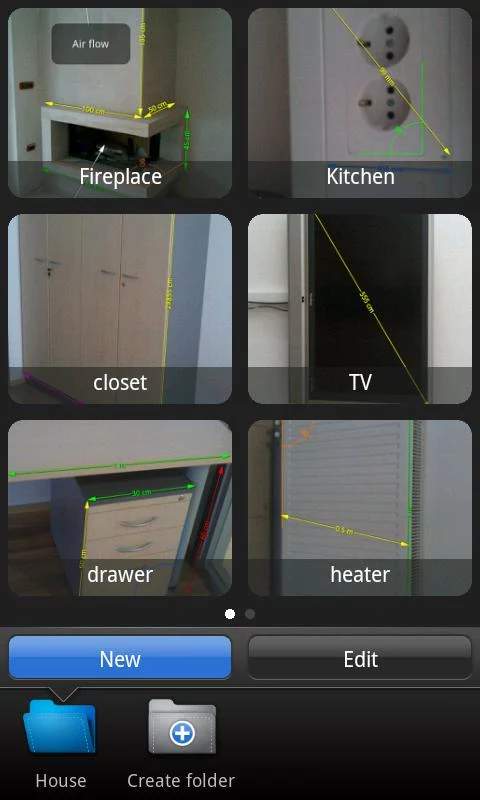 Air flow
100 cm
50 cm
45 cm
Fireplace
Kitchen
closet
TV
30 cm
drawer
0.5 m
heater
New
Edit
House
Create folder